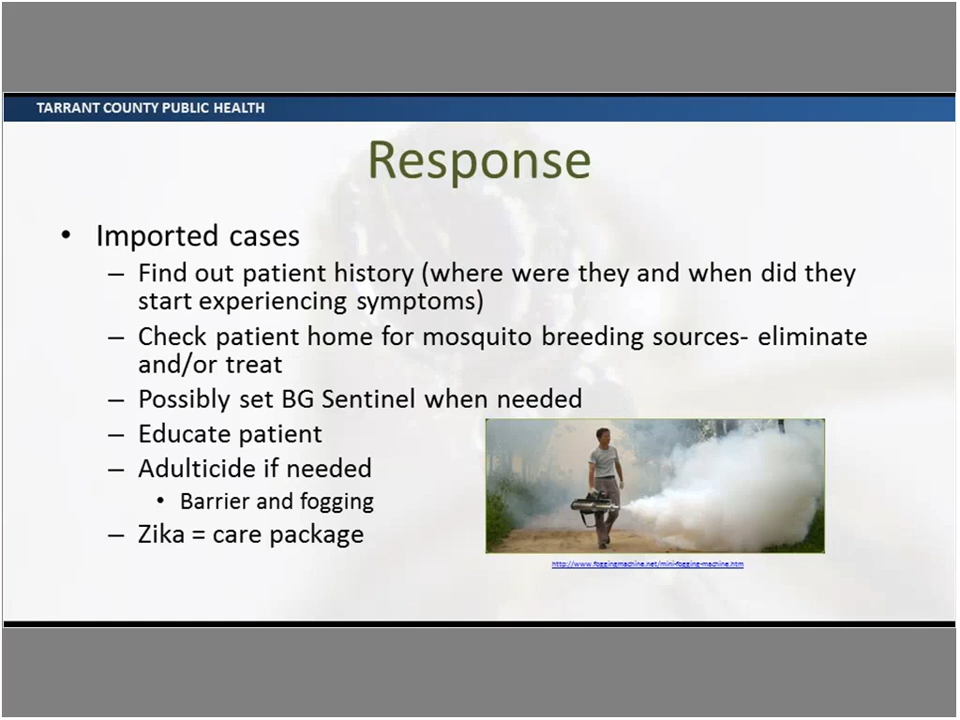 TARRANT COUNTY PUBLIC HEALTH
Response
• Imported cases
– Find out patient history (where were they and when did they
start experiencing symptoms)
– Check patient home for mosquito breeding sources- eliminate
and/or treat
– Possibly set BG Sentinel when needed
– Educate patient
– Adulticide if needed
• Barrier and fogging
– Zika = care package
http://www.foggingmachine.net/mini-fogging-machine.htm